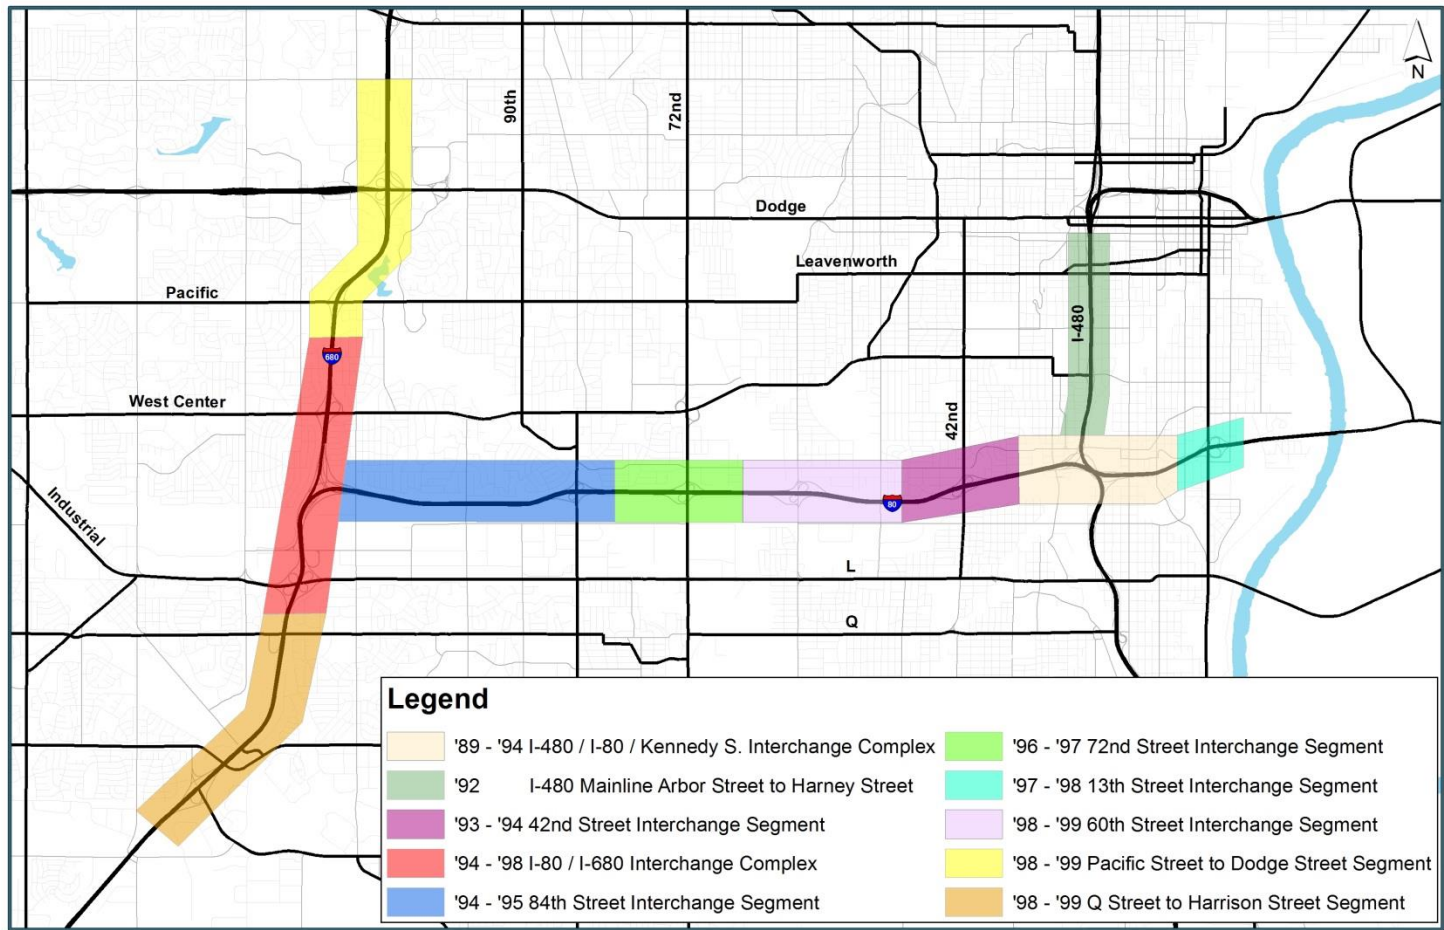 N
90th
72nd
Dodge
Leavenworth
Pacific
I-480
680
West Center
42nd
Industrial
80
L
Q
Legend
'89 - '94 I-480 / I-80 / Kennedy S. Interchange Complex
'92 I-480 Mainline Arbor Street to Harney Street
'93 - '94 42nd Street Interchange Segment
'94 - '98 I-80 / I-680 Interchange Complex
'94 - '95 84th Street Interchange Segment
'96 - '97 72nd Street Interchange Segment
'97 - '98 13th Street Interchange Segment
'98 - '99 60th Street Interchange Segment
'98 - '99 Pacific Street to Dodge Street Segment
'98 - '99 Q Street to Harrison Street Segment